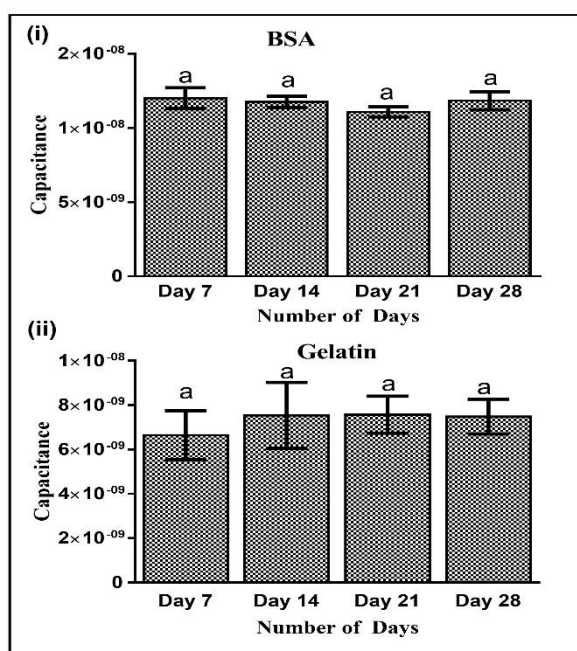 (i) BSA
2×10⁻⁰⁸
1×10⁻⁰⁸
5×10⁻⁰⁹
0
Capacitance
a a a a
Day 7 Day 14 Day 21 Day 28
Number of Days
(ii) Gelatin
1×10⁻⁰⁸
8×10⁻⁰⁹
6×10⁻⁰⁹
4×10⁻⁰⁹
2×10⁻⁰⁹
0
Capacitance
a a a a
Day 7 Day 14 Day 21 Day 28
Number of Days